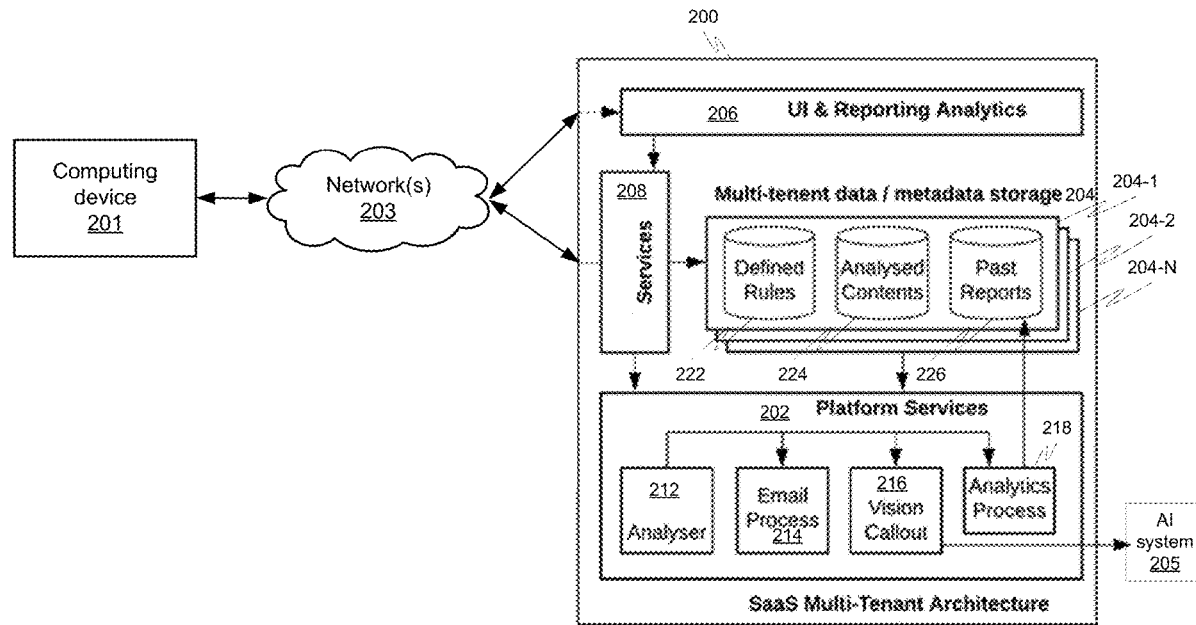 200
206 UI & Reporting Analytics
Computing
device
201
Network(s)
203
208
Services
Multi-tenent data / metadata storage
204
204-1
204-2
204-N
Defined
Rules
Analysed
Contents
Past
Reports
222
224
226
202 Platform Services
218
212
Analyser
Email
Process
214
216
Vision
Callout
Analytics
Process
AI
system
205
SaaS Multi-Tenant Architecture